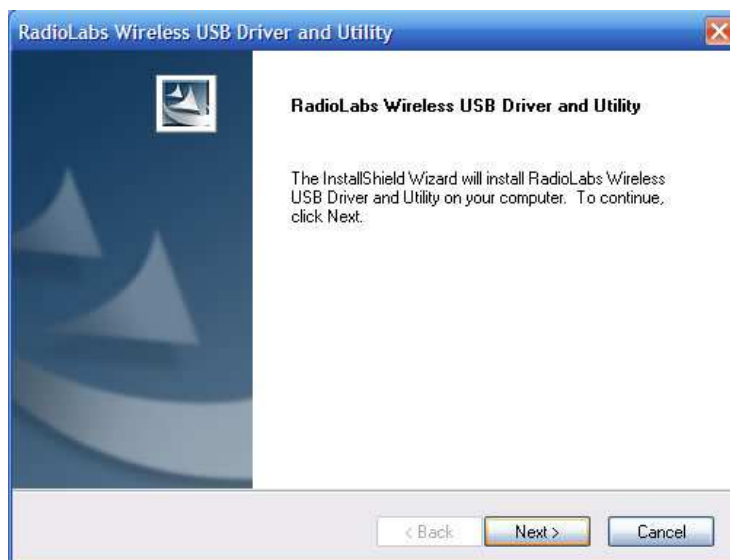 RadioLabs Wireless USB Driver and Utility
RadioLabs Wireless USB Driver and Utility
The InstallShield Wizard will install RadioLabs Wireless
USB Driver and Utility on your computer.  To continue,
click Next.
< Back
Next >
Cancel